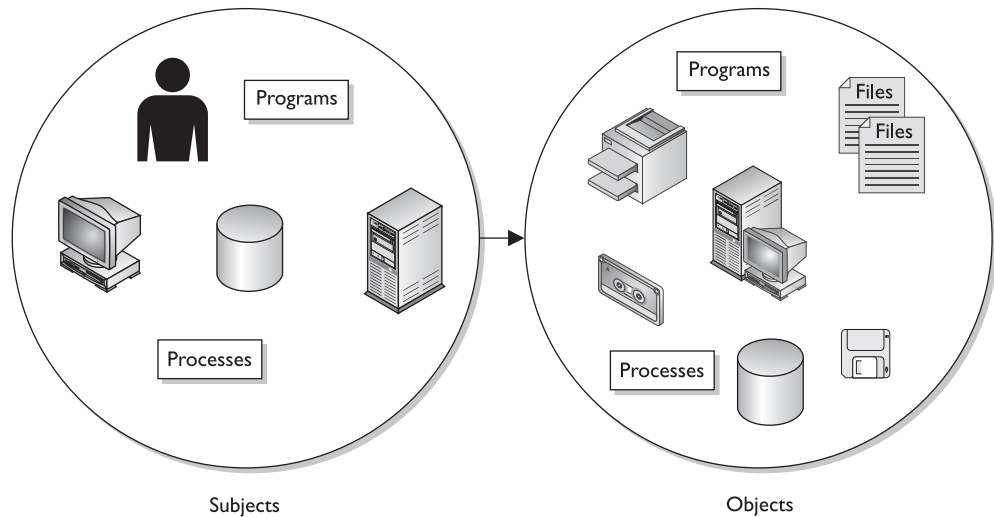 Programs
Processes
Subjects
Programs
Files
Files
Processes
Objects